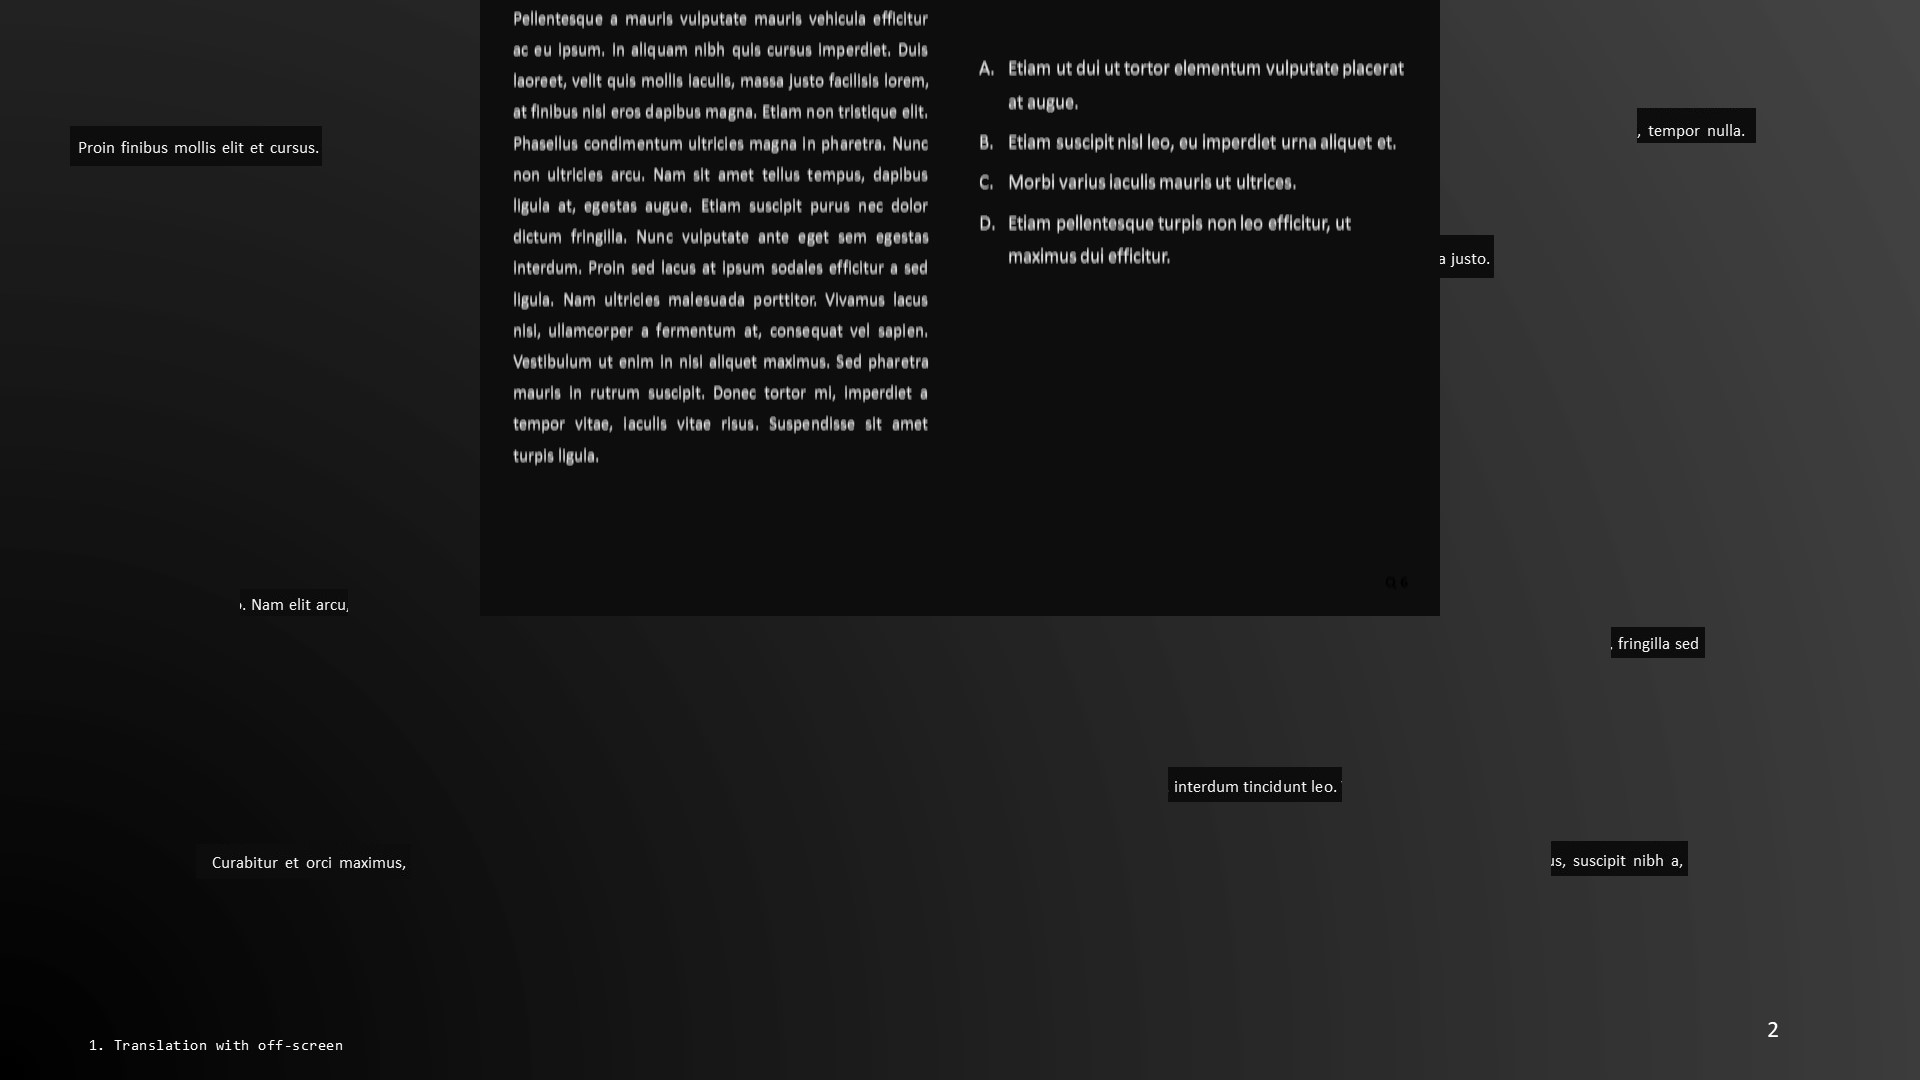 Pellentesque a mauris vulputate mauris vehicula efficitur
ac eu ipsum. In aliquam nibh quis cursus imperdiet. Duis
laoreet, velit quis mollis iaculis, massa justo facilisis lorem,
at finibus nisl eros dapibus magna. Etiam non tristique elit.
Phasellus condimentum ultricies magna in pharetra. Nunc
non ultricies arcu. Nam sit amet tellus tempus, dapibus
ligula at, egestas augue. Etiam suscipit purus nec dolor
dictum fringilla. Nunc vulputate ante eget sem egestas
interdum. Proin sed lacus at ipsum sodales efficitur a sed
ligula. Nam ultricies malesuada porttitor. Vivamus lacus
nisi, ullamcorper a fermentum at, consequat vel sapien.
Vestibulum ut enim in nisi aliquet maximus. Sed pharetra
mauris in rutrum suscipit. Donec tortor mi, imperdiet a
tempor vitae, iaculis vitae risus. Suspendisse sit amet
turpis ligula.
A. Etiam ut dui ut tortor elementum vulputate placerat
at augue.
B. Etiam suscipit nisl leo, eu imperdiet urna aliquet et.
C. Morbi varius iaculis mauris ut ultrices.
D. Etiam pellentesque turpis non leo efficitur, ut
maximus dui efficitur.
Q 6
Proin finibus mollis elit et cursus.
, tempor nulla.
a justo.
. Nam elit arcu,
, fringilla sed
interdum tincidunt leo.
Curabitur et orci maximus,
us, suscipit nibh a,
1. Translation with off-screen
2